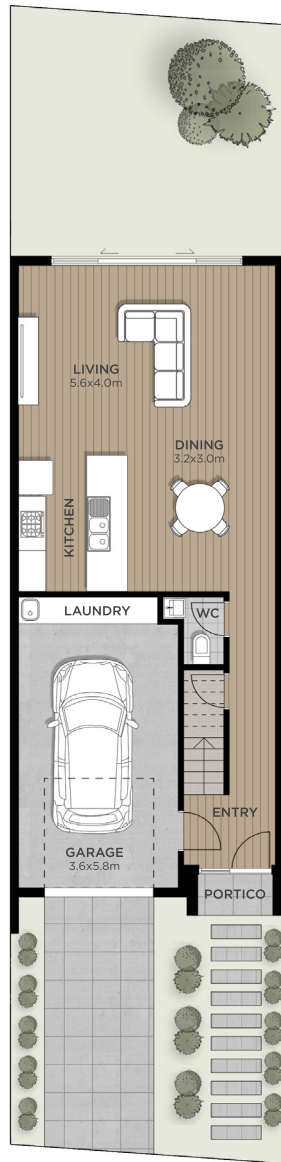 LIVING
5.6x4.0m
DINING
3.2x3.0m
KITCHEN
LAUNDRY
WC
ENTRY
GARAGE
3.6x5.8m
PORTICO